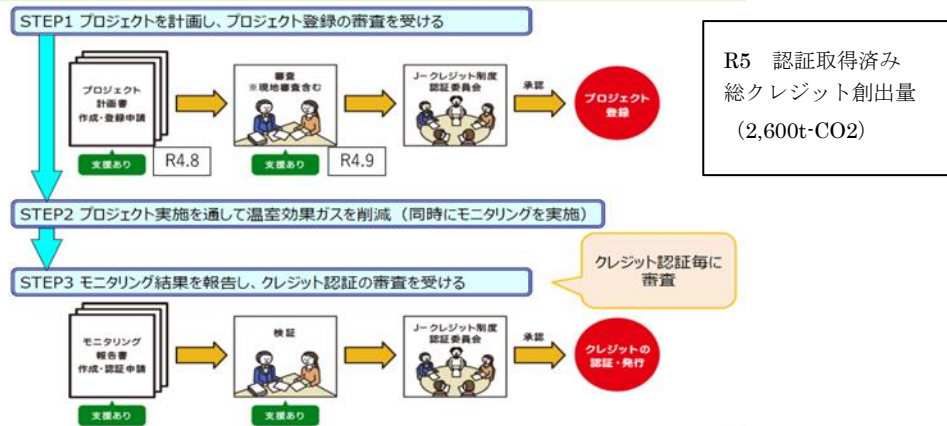 STEP1 プロジェクトを計画し、プロジェクト登録の審査を受ける
プロジェクト
計画書
作成・登録申請
支援あり
R4.8
審査
※現地審査含む
支援あり
R4.9
J－クレジット制度
認証委員会
承認
プロジェクト
登録
R5 認証取得済み
総クレジット創出量
（2,600t-CO2）
STEP2 プロジェクト実施を通して温室効果ガスを削減（同時にモニタリングを実施）
STEP3 モニタリング結果を報告し、クレジット認証の審査を受ける
クレジット認証毎に
審査
モニタリング
報告書
作成・認証申請
支援あり
検証
支援あり
J－クレジット制度
認証委員会
承認
クレジットの
認証・発行